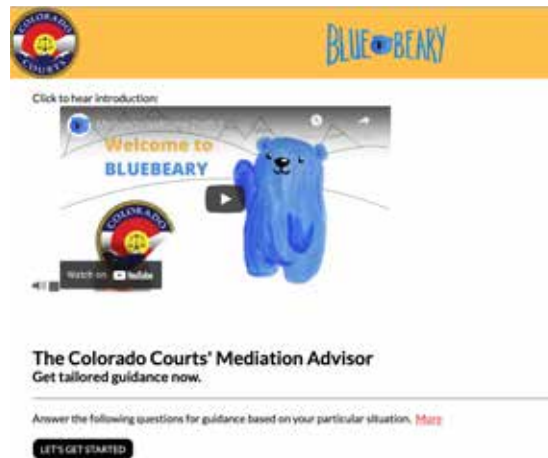 COLORADO
COURTS
BLUE BEARY
Click to hear introduction:
Welcome to
BLUEBEARY
COLORADO
Watch on YouTube
The Colorado Courts' Mediation Advisor
Get tailored guidance now.
Answer the following questions for guidance based on your particular situation. More
LET'S GET STARTED